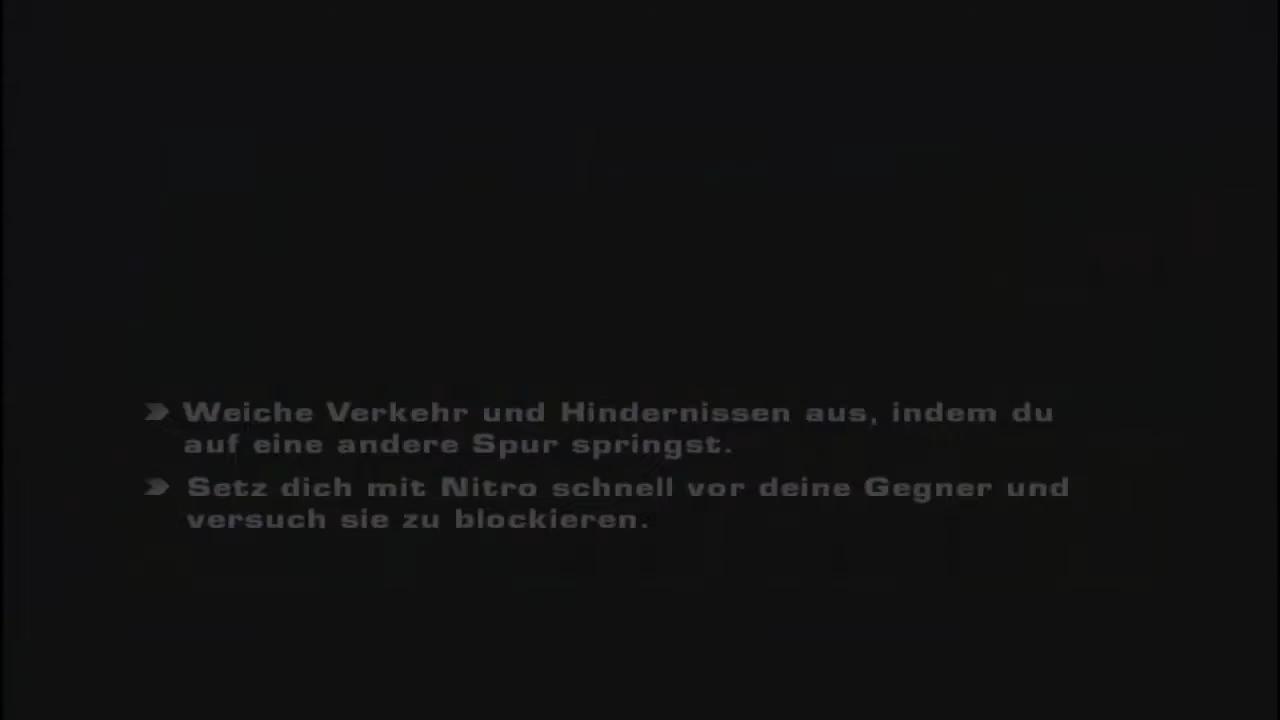 Weiche Verkehr und Hindernissen aus, indem du
auf eine andere Spur springst.
Setz dich mit Nitro schnell vor deine Gegner und
versuch sie zu blockieren.